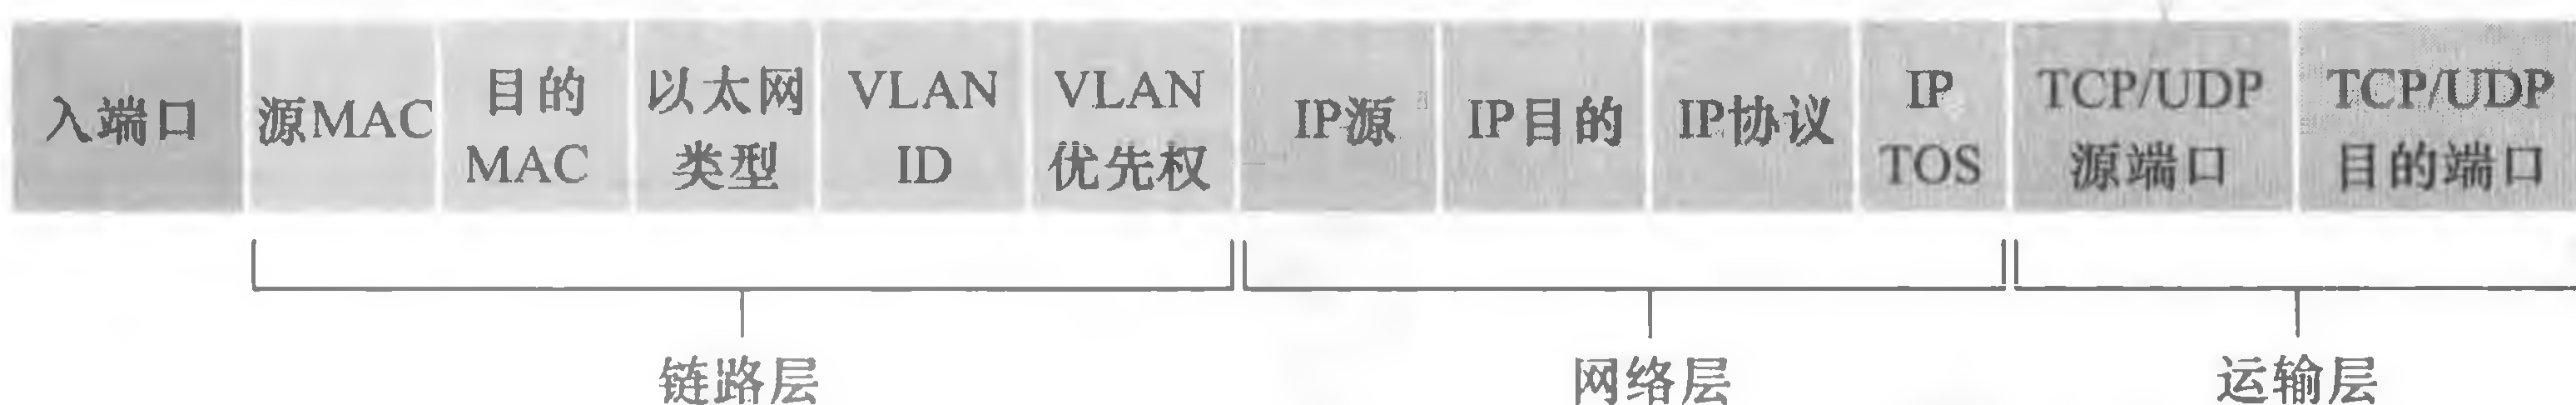 入端口
源MAC
目的
MAC
以太网
类型
VLAN
ID
VLAN
优先权
IP源
IP目的
IP协议
IP
TOS
TCP/UDP
源端口
TCP/UDP
目的端口
链路层
网络层
运输层